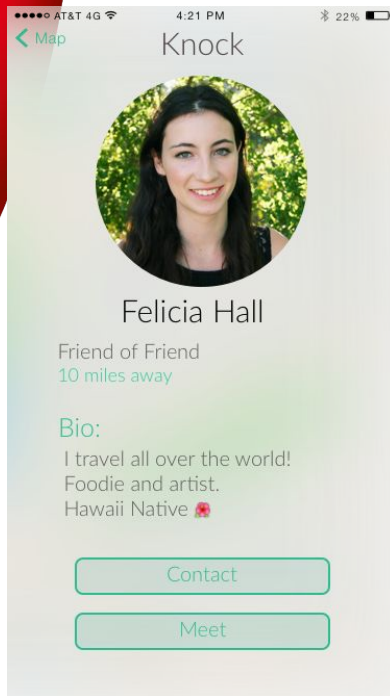 AT&T 4G 4:21 PM 22%
Map
Knock
Felicia Hall
Friend of Friend
10 miles away
Bio:
I travel all over the world!
Foodie and artist.
Hawaii Native 🌺
Contact
Meet